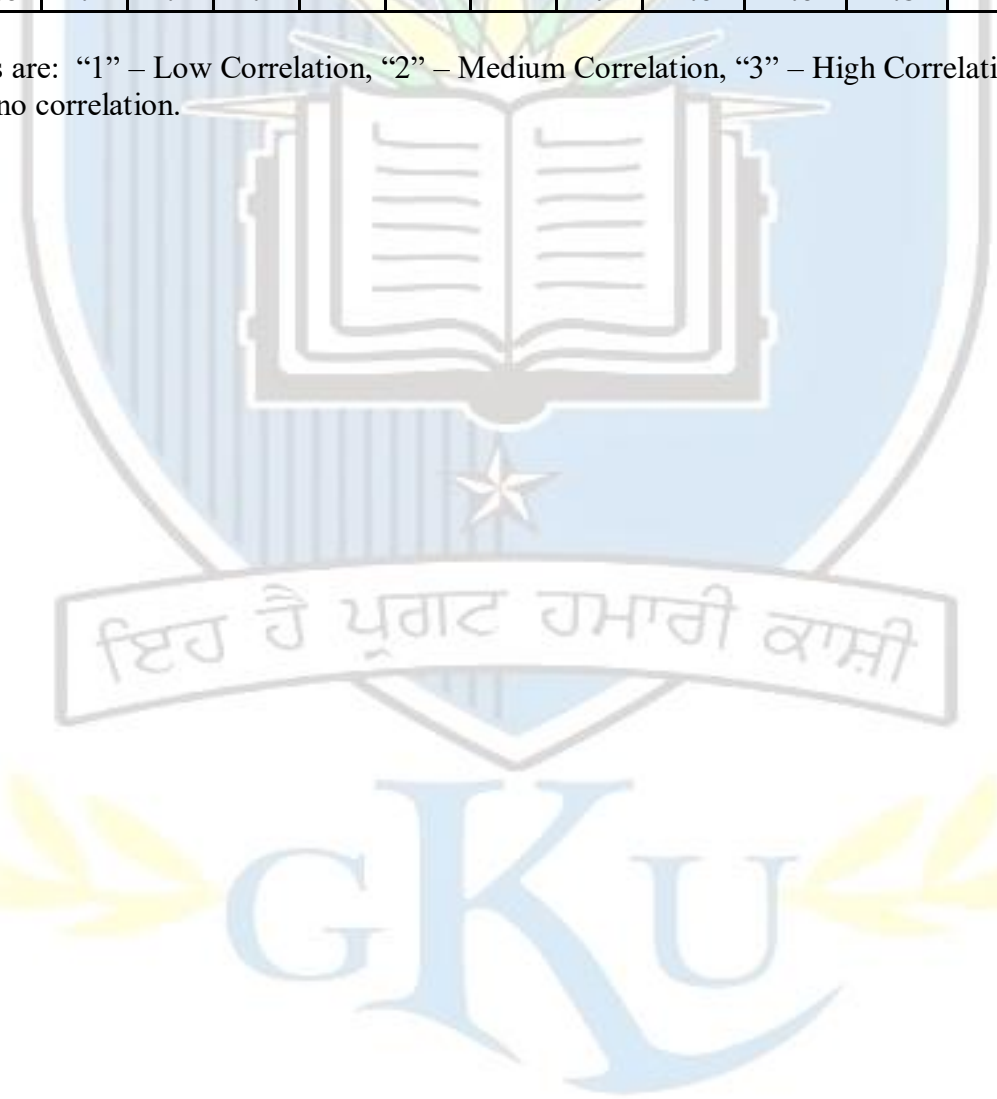 s are: “1” – Low Correlation, “2” – Medium Correlation, “3” – High Correlati
no correlation.
ਇਹ ਹੈ ਪ੍ਰਗਟ ਹਮਾਰੀ ਕਾਸ਼ੀ
GKU